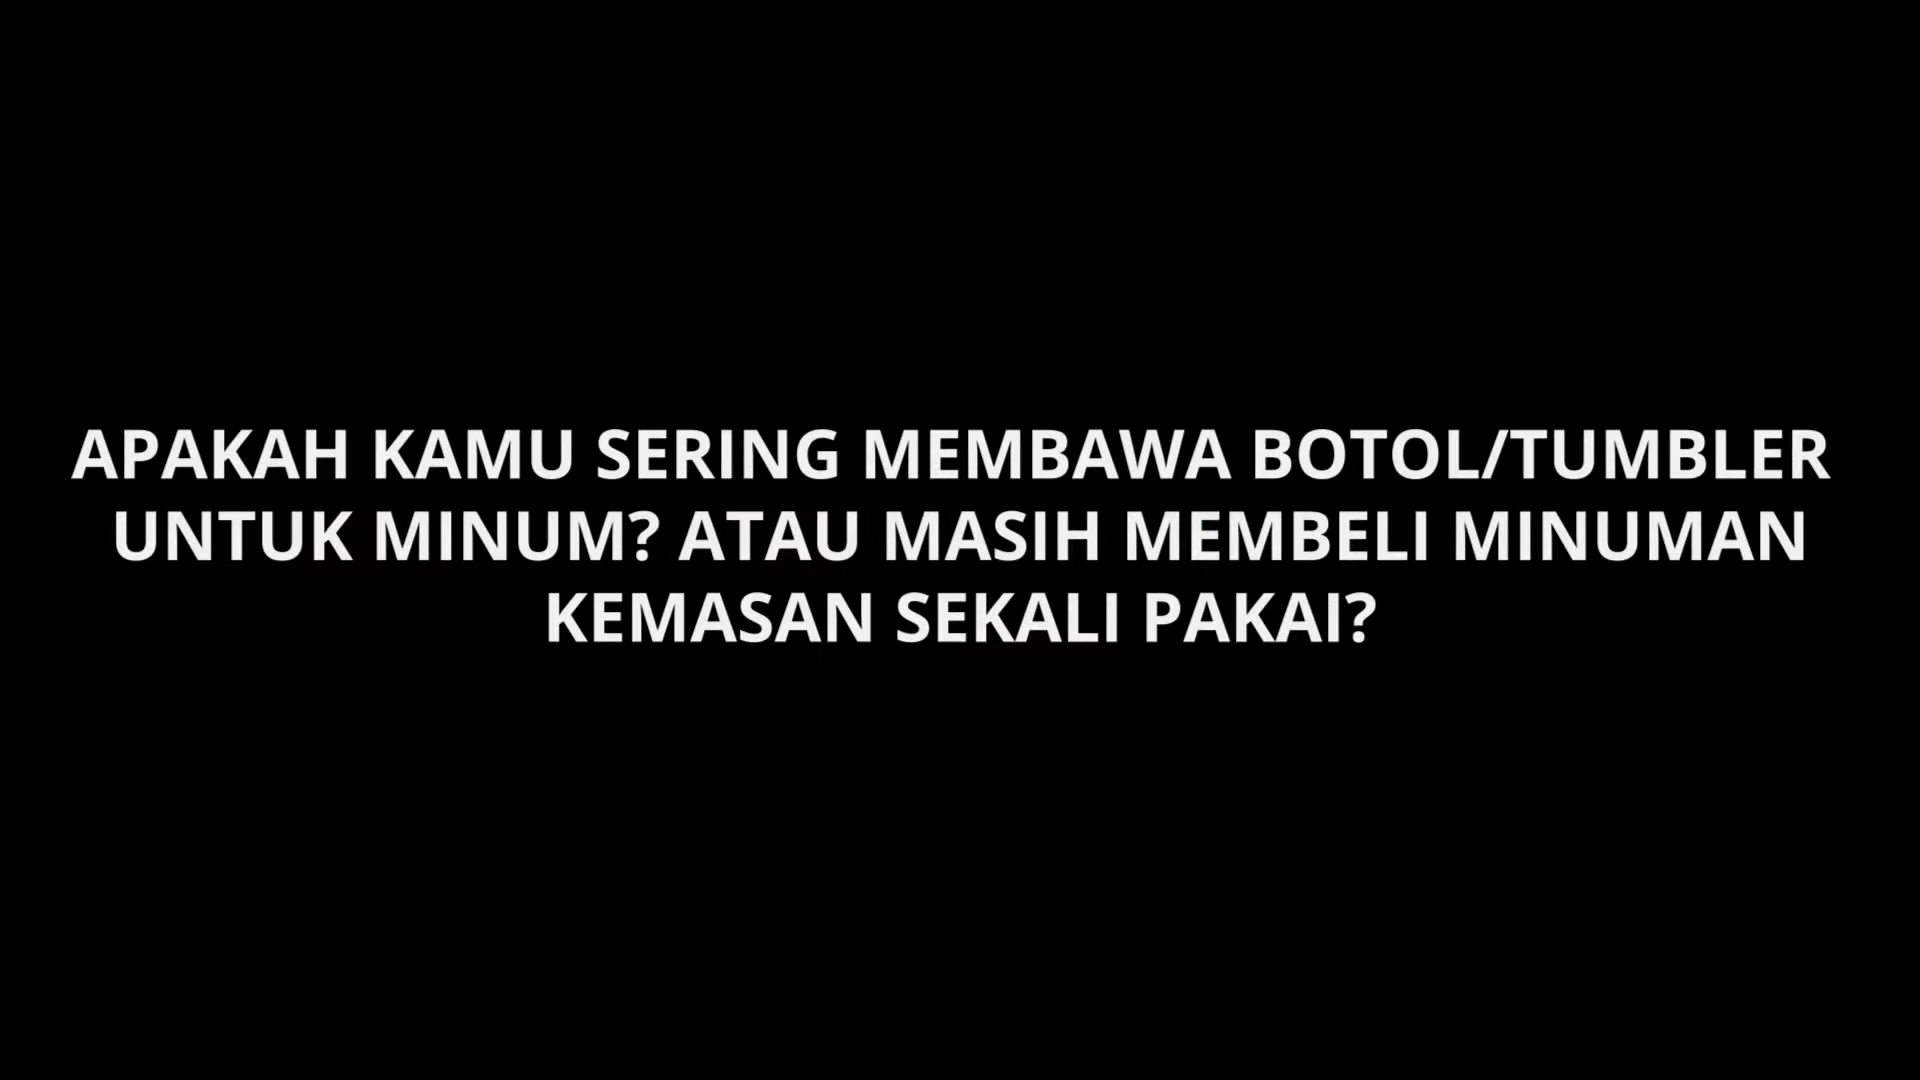 APAKAH KAMU SERING MEMBAWA BOTOL/TUMBLER
UNTUK MINUM? ATAU MASIH MEMBELI MINUMAN
KEMASAN SEKALI PAKAI?